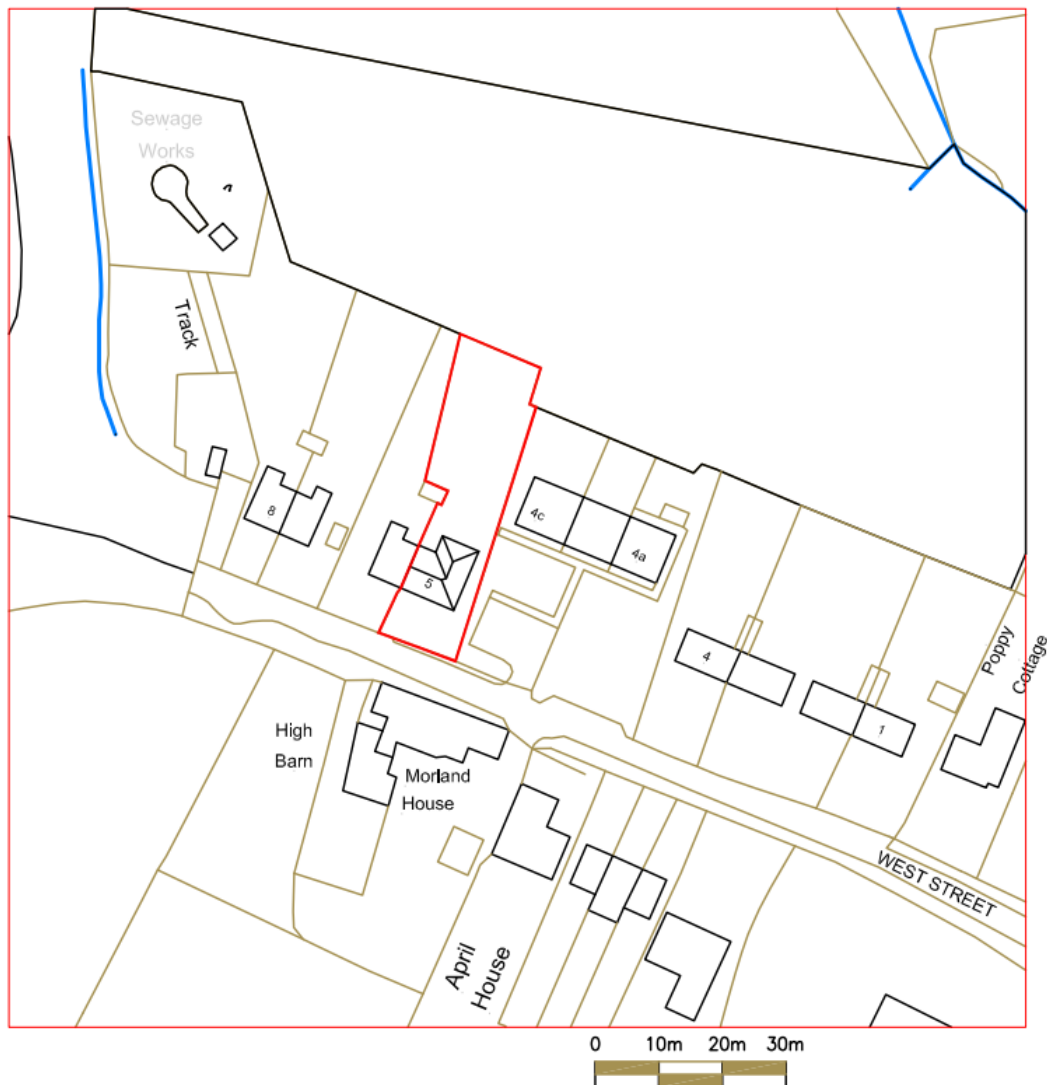 Sewage
Works
Track
8
5
4c
4a
4
1
Poppy
Cottage
High
Barn
Morland
House
WEST STREET
April
House
0 10m 20m 30m